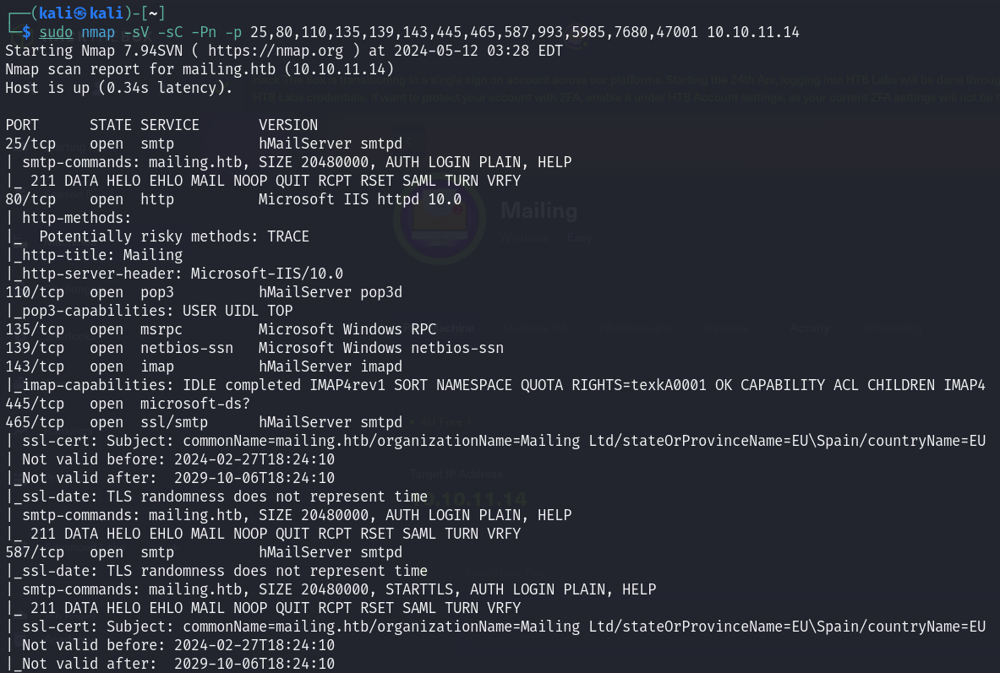 ┌──(kali㉿kali)-[~]
└─$ sudo nmap -sV -sC -Pn -p 25,80,110,135,139,143,445,465,587,993,5985,7680,47001 10.10.11.14
Starting Nmap 7.94SVN ( https://nmap.org ) at 2024-05-12 03:28 EDT
Nmap scan report for mailing.htb (10.10.11.14)
Host is up (0.34s latency).
PORT      STATE SERVICE       VERSION
25/tcp    open  smtp          hMailServer smtpd
| smtp-commands: mailing.htb, SIZE 20480000, AUTH LOGIN PLAIN, HELP
|_ 211 DATA HELO EHLO MAIL NOOP QUIT RCPT RSET SAML TURN VRFY
80/tcp    open  http          Microsoft IIS httpd 10.0
| http-methods:
|_  Potentially risky methods: TRACE
|_http-title: Mailing
|_http-server-header: Microsoft-IIS/10.0
110/tcp   open  pop3          hMailServer pop3d
|_pop3-capabilities: USER UIDL TOP
135/tcp   open  msrpc         Microsoft Windows RPC
139/tcp   open  netbios-ssn   Microsoft Windows netbios-ssn
143/tcp   open  imap          hMailServer imapd
|_imap-capabilities: IDLE completed IMAP4rev1 SORT NAMESPACE QUOTA RIGHTS=texkA0001 OK CAPABILITY ACL CHILDREN IMAP4
445/tcp   open  microsoft-ds?
465/tcp   open  ssl/smtp      hMailServer smtpd
| ssl-cert: Subject: commonName=mailing.htb/organizationName=Mailing Ltd/stateOrProvinceName=EU\Spain/countryName=EU
| Not valid before: 2024-02-27T18:24:10
|_Not valid after:  2029-10-06T18:24:10
|_ssl-date: TLS randomness does not represent time
| smtp-commands: mailing.htb, SIZE 20480000, AUTH LOGIN PLAIN, HELP
|_ 211 DATA HELO EHLO MAIL NOOP QUIT RCPT RSET SAML TURN VRFY
587/tcp   open  smtp          hMailServer smtpd
|_ssl-date: TLS randomness does not represent time
| smtp-commands: mailing.htb, SIZE 20480000, STARTTLS, AUTH LOGIN PLAIN, HELP
|_ 211 DATA HELO EHLO MAIL NOOP QUIT RCPT RSET SAML TURN VRFY
| ssl-cert: Subject: commonName=mailing.htb/organizationName=Mailing Ltd/stateOrProvinceName=EU\Spain/countryName=EU
| Not valid before: 2024-02-27T18:24:10
|_Not valid after:  2029-10-06T18:24:10
Mailing
Easy
Activity
Target IP Address
10.10.11.14